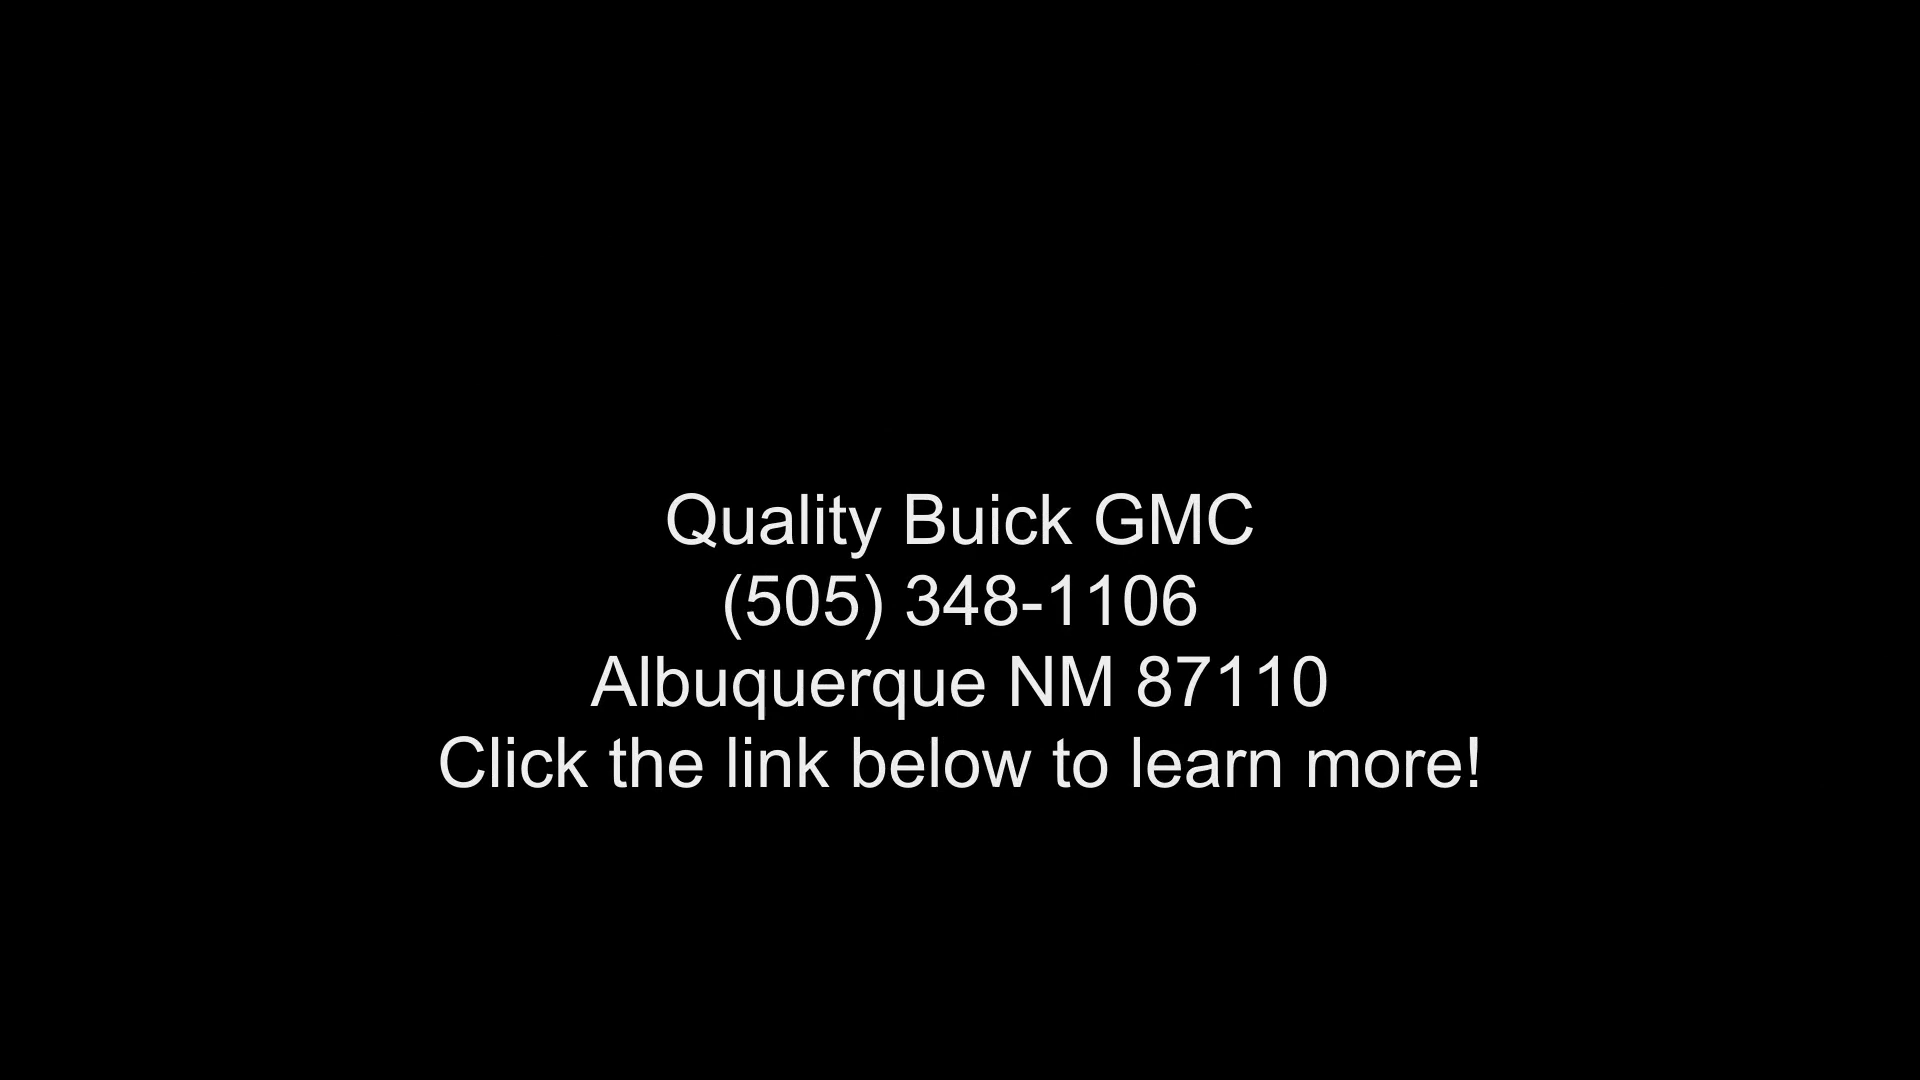 Quality Buick GMC
(505) 348-1106
Albuquerque NM 87110
Click the link below to learn more!